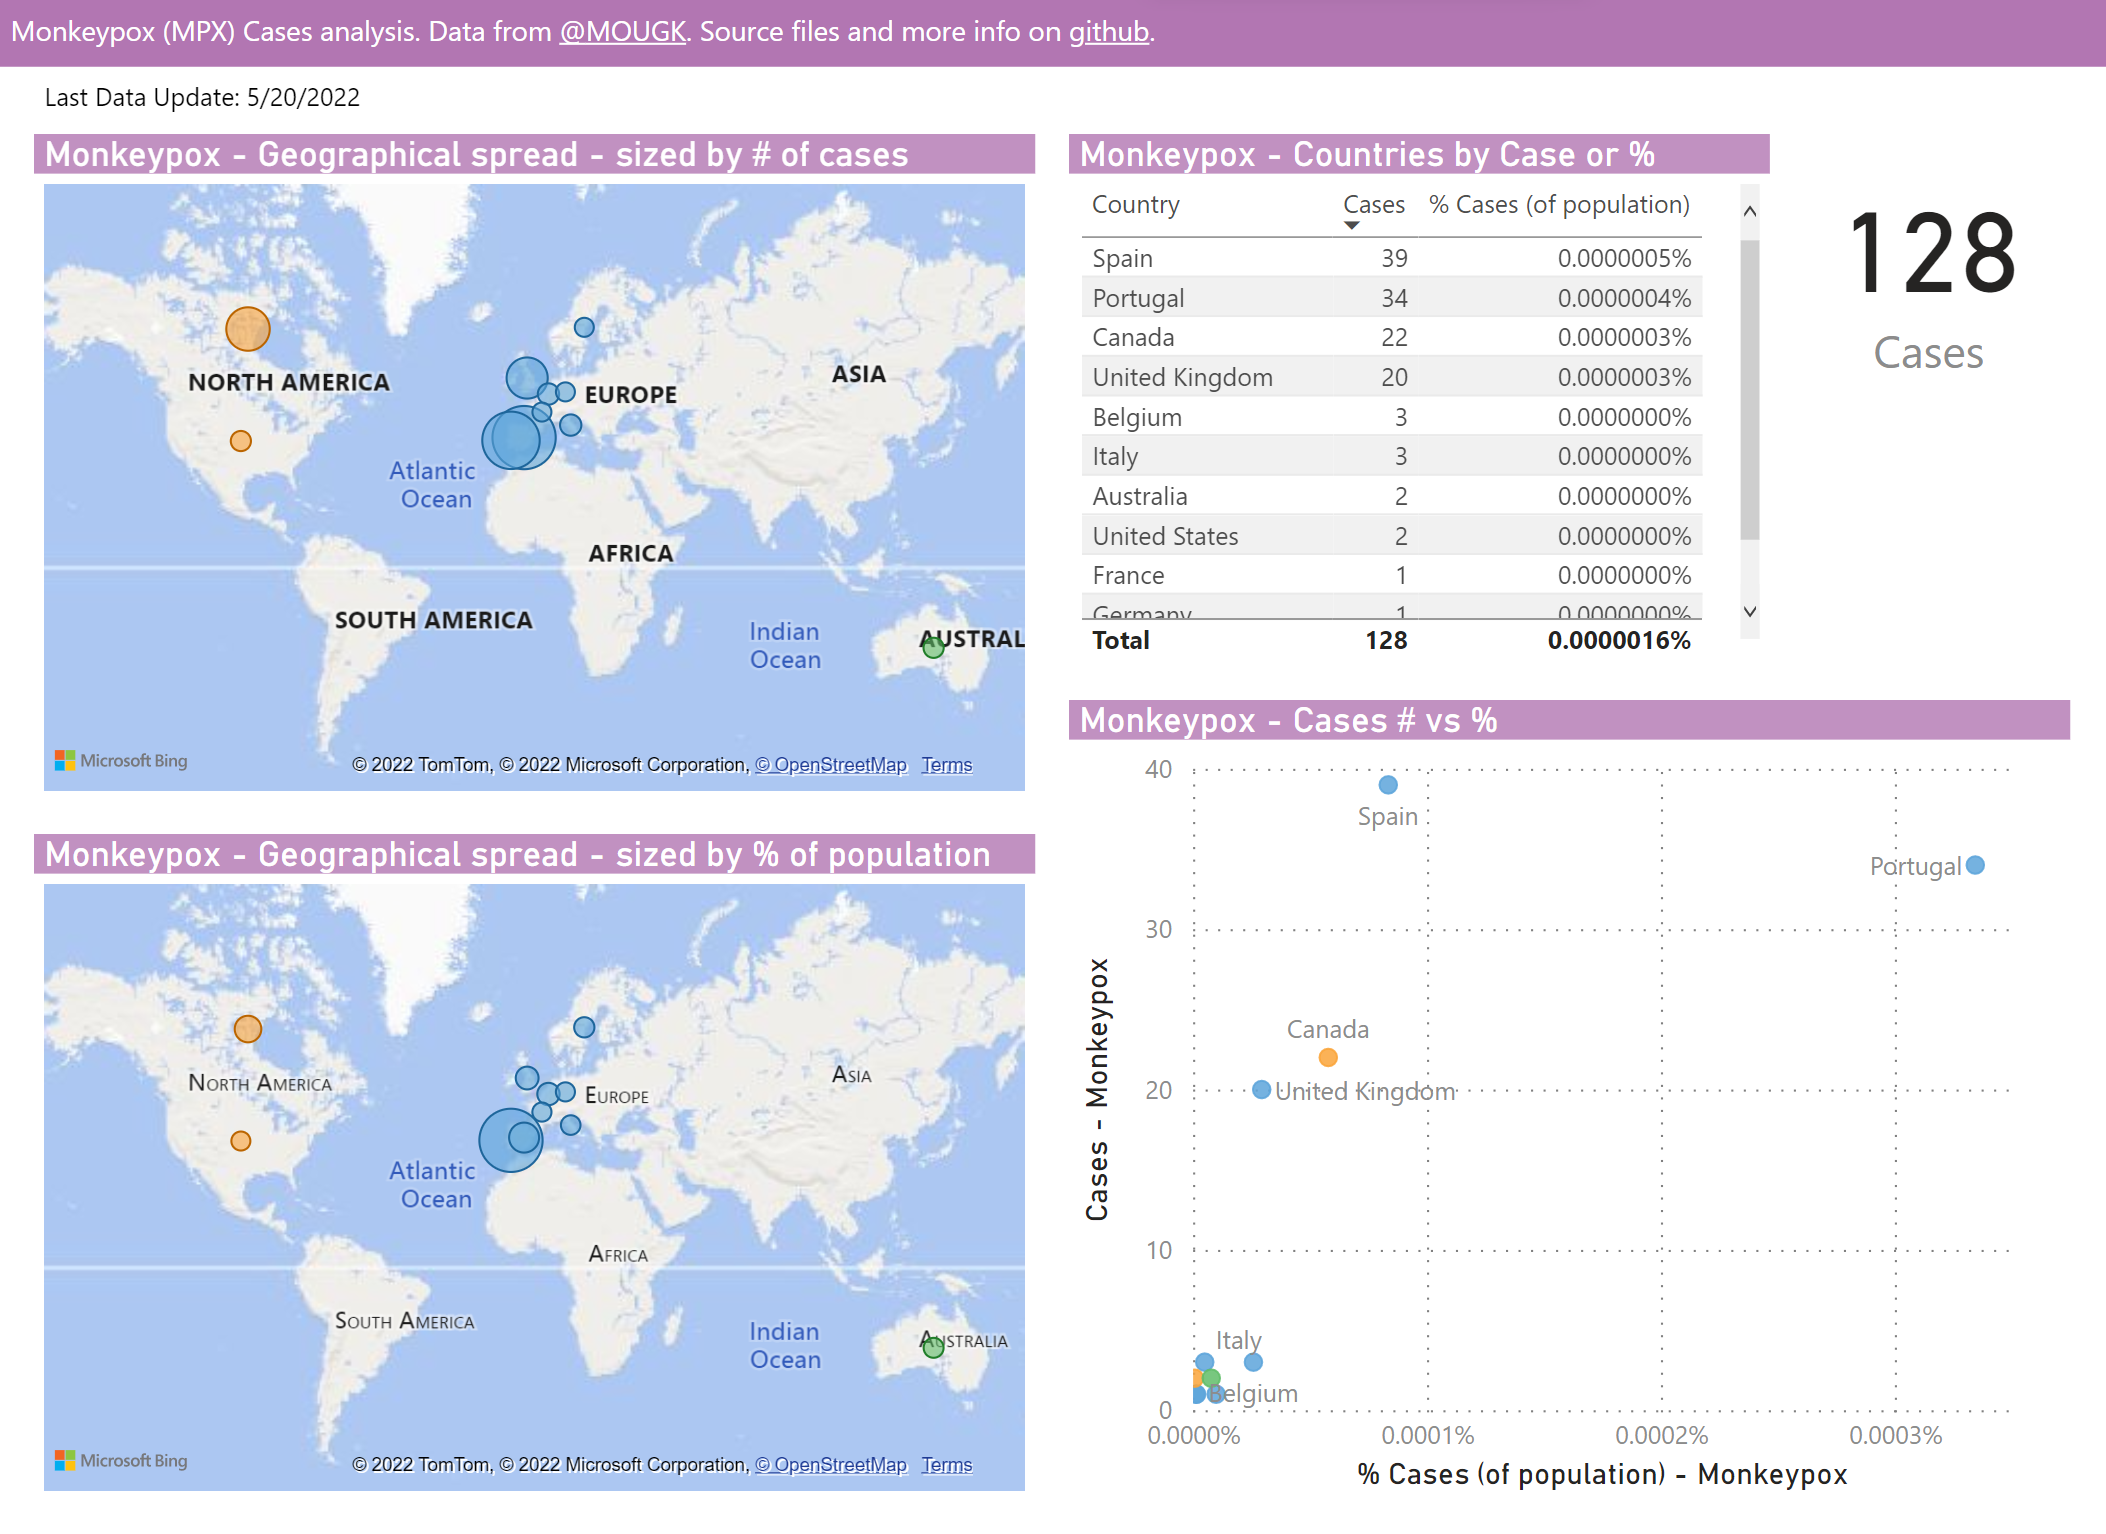 Monkeypox (MPX) Cases analysis. Data from @MOUGK. Source files and more info on github.
Last Data Update: 5/20/2022
Monkeypox - Geographical spread - sized by # of cases
NORTH AMERICA
EUROPE
ASIA
Atlantic
Ocean
AFRICA
SOUTH AMERICA
Indian
Ocean
AUSTRAL
Microsoft Bing
© 2022 TomTom, © 2022 Microsoft Corporation, © OpenStreetMap Terms
Monkeypox - Countries by Case or %
Country Cases % Cases (of population)
Spain 39 0.0000005%
Portugal 34 0.0000004%
Canada 22 0.0000003%
United Kingdom 20 0.0000003%
Belgium 3 0.0000000%
Italy 3 0.0000000%
Australia 2 0.0000000%
United States 2 0.0000000%
France 1 0.0000000%
Germany 1 0.0000000%
Total 128 0.0000016%
128
Cases
Monkeypox - Geographical spread - sized by % of population
NORTH AMERICA
EUROPE
ASIA
Atlantic
Ocean
AFRICA
SOUTH AMERICA
Indian
Ocean
AUSTRALIA
Microsoft Bing
© 2022 TomTom, © 2022 Microsoft Corporation, © OpenStreetMap Terms
Monkeypox - Cases # vs %
Cases - Monkeypox
40
30
20
10
0
Spain
Portugal
Canada
United Kingdom
Italy
Belgium
0.0000% 0.0001% 0.0002% 0.0003%
% Cases (of population) - Monkeypox